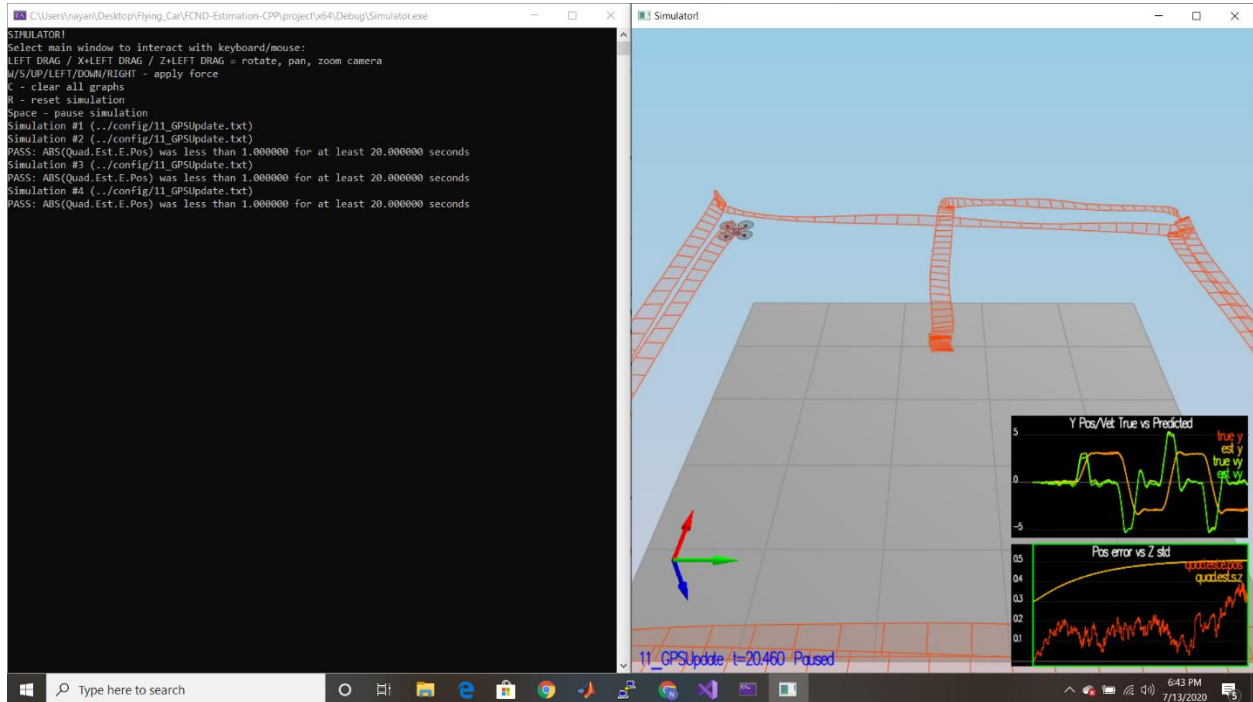 C:\Users\nayan\Desktop\Flying_Car\FCND-Estimation-CPP\project\x64\Debug\Simulator.exe
SIMULATOR!
Select main window to interact with keyboard/mouse:
LEFT DRAG / X+LEFT DRAG / Z+LEFT DRAG = rotate, pan, zoom camera
W/S/UP/LEFT/DOWN/RIGHT - apply force
C - clear all graphs
R - reset simulation
Space - pause simulation
Simulation #1 (../config/11_GPSUpdate.txt)
Simulation #2 (../config/11_GPSUpdate.txt)
PASS: ABS(Quad.Est.E.Pos) was less than 1.000000 for at least 20.000000 seconds
Simulation #3 (../config/11_GPSUpdate.txt)
PASS: ABS(Quad.Est.E.Pos) was less than 1.000000 for at least 20.000000 seconds
Simulation #4 (../config/11_GPSUpdate.txt)
PASS: ABS(Quad.Est.E.Pos) was less than 1.000000 for at least 20.000000 seconds
Simulator!
Y Pos/Vel: True vs Predicted
5
true y
est y
true vy
est vy
0
-5
Pos error vs Z std
0.5
quad.est.e.pos
quad.est.s.z
0.4
0.3
0.2
0.1
11_GPSUpdate t=20.460 Paused
Type here to search
6:43 PM
7/13/2020
5